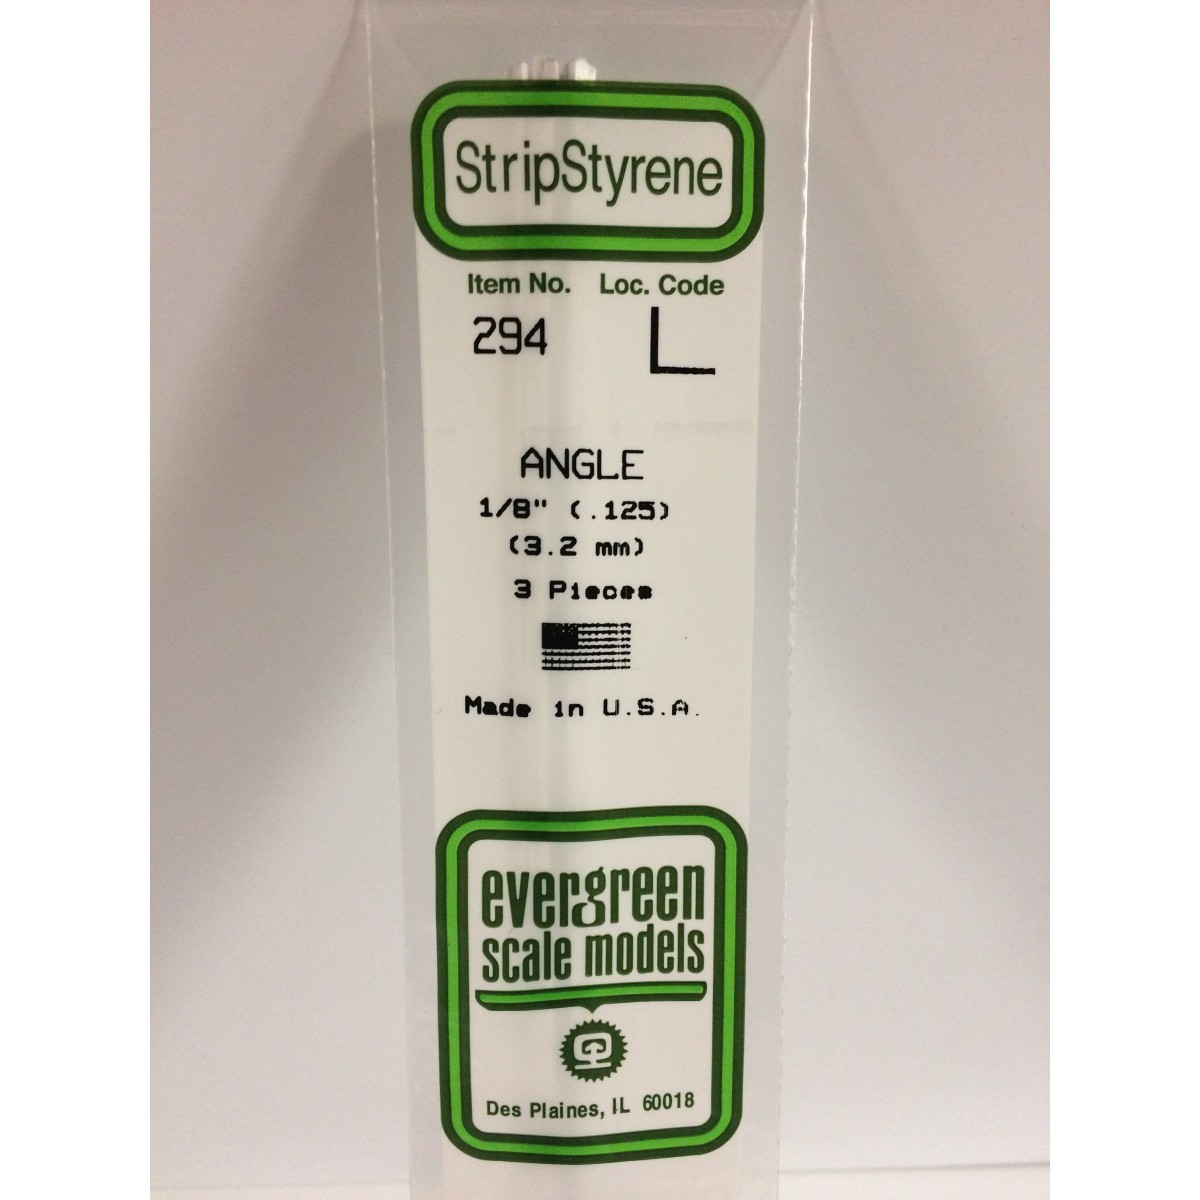 StripStyrene
Item No. Loc. Code
294 L
ANGLE
1/8" (.125)
(3.2 mm)
3 Pieces
Made in U.S.A.
evergreen
scale models
Des Plaines, IL 60018